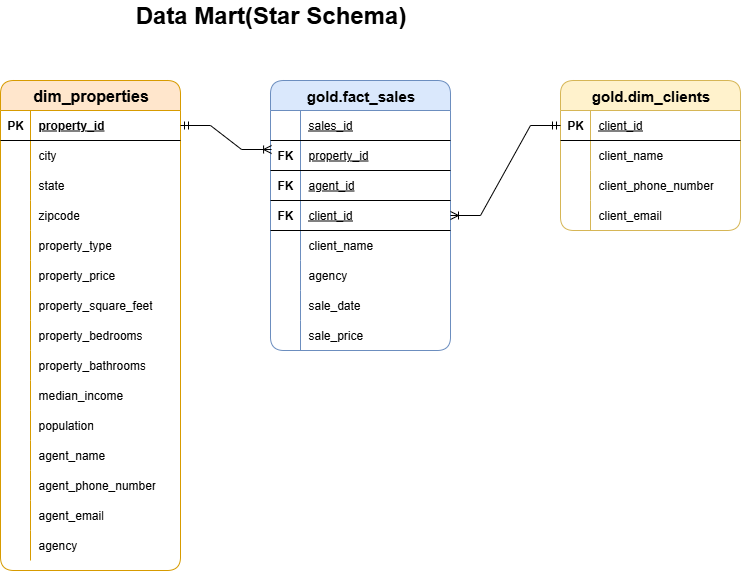 Data Mart(Star Schema)
dim_properties
PK property_id
city
state
zipcode
property_type
property_price
property_square_feet
property_bedrooms
property_bathrooms
median_income
population
agent_name
agent_phone_number
agent_email
agency
gold.fact_sales
sales_id
FK property_id
FK agent_id
FK client_id
client_name
agency
sale_date
sale_price
gold.dim_clients
PK client_id
client_name
client_phone_number
client_email